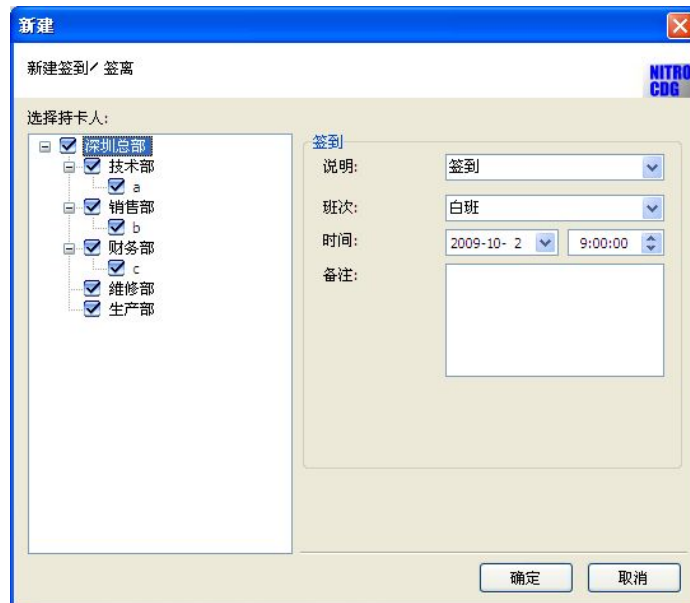 新建
新建签到/ 签离
NITRO
CDG
选择持卡人:
深圳总部
技术部
a
销售部
b
财务部
c
维修部
生产部
签到
说明:
签到
班次:
白班
时间:
2009-10- 2
9:00:00
备注:
确定
取消